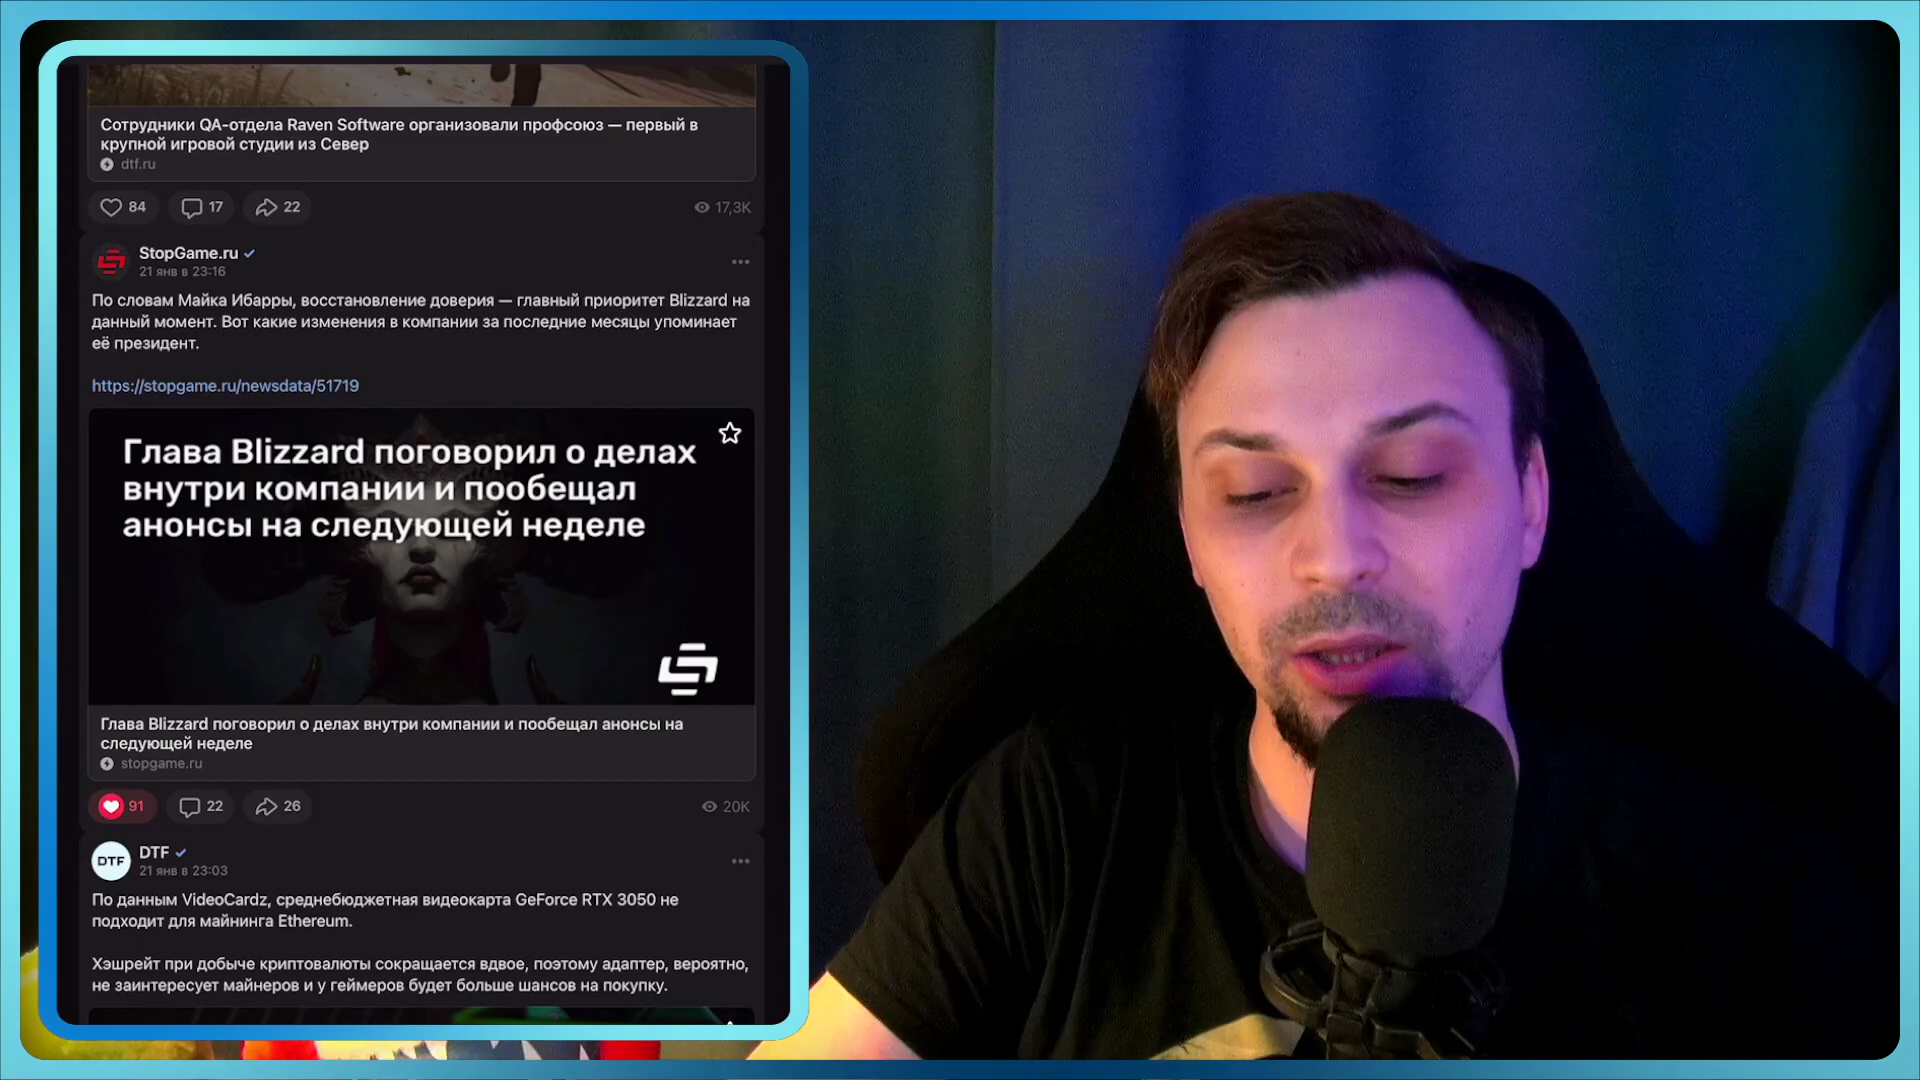 Сотрудники QA-отдела Raven Software организовали профсоюз — первый в
крупной игровой студии из Север
dtf.ru
84 17 22 17,3K
StopGame.ru
21 янв в 23:16
По словам Майка Ибарры, восстановление доверия — главный приоритет Blizzard на
данный момент. Вот какие изменения в компании за последние месяцы упоминает
её президент.
https://stopgame.ru/newsdata/51719
Глава Blizzard поговорил о делах
внутри компании и пообещал
анонсы на следующей неделе
Глава Blizzard поговорил о делах внутри компании и пообещал анонсы на
следующей неделе
stopgame.ru
91 22 26 20K
DTF
DTF
21 янв в 23:03
По данным VideoCardz, среднебюджетная видеокарта GeForce RTX 3050 не
подходит для майнинга Ethereum.
Хэшрейт при добыче криптовалюты сокращается вдвое, поэтому адаптер, вероятно,
не заинтересует майнеров и у геймеров будет больше шансов на покупку.